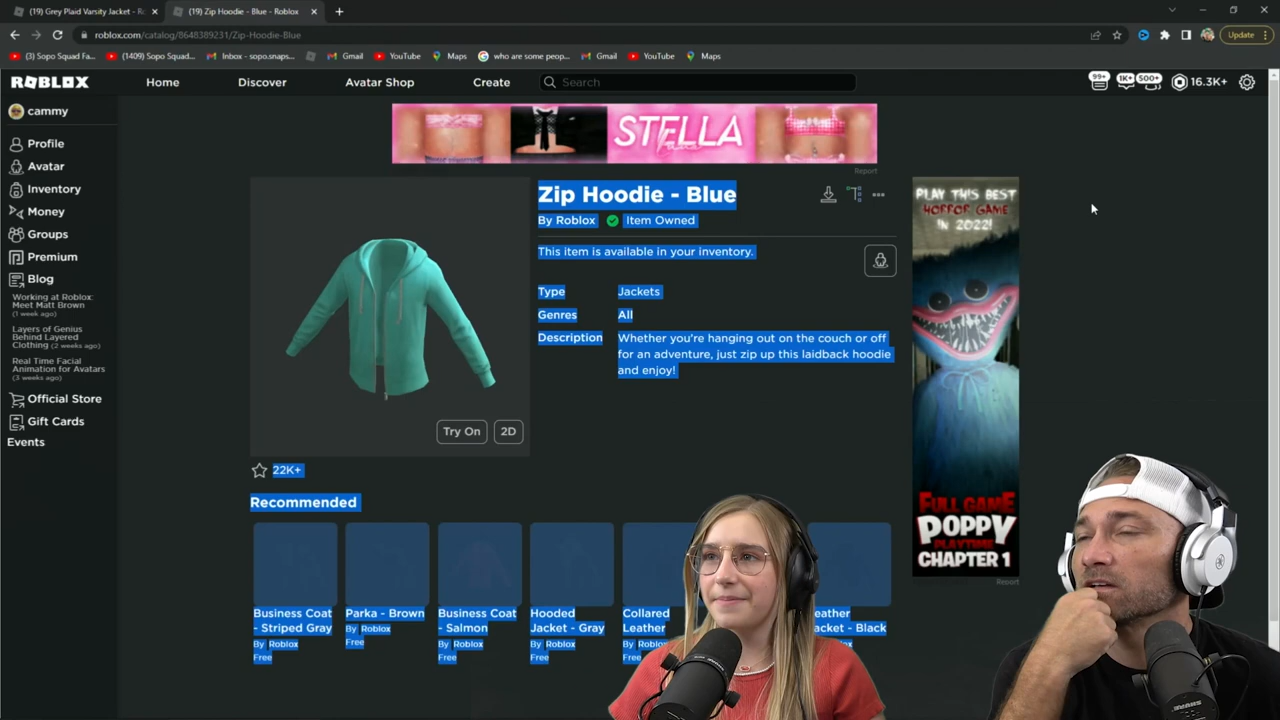 (19) Grey Plaid Varsity Jacket - R
(19) Zip Hoodie - Blue - Roblox
roblox.com/catalog/8648389231/Zip-Hoodie-Blue
Update
(3) Sopo Squad Fa...
(1409) Sopo Squad...
Inbox - sopo.snaps...
Gmail
YouTube
Maps
who are some peop...
Gmail
YouTube
Maps
ROBLOX
Home
Discover
Avatar Shop
Create
Search
99+
1K+
500+
16.3K+
cammy
Profile
Avatar
Inventory
Money
Groups
Premium
Blog
Working at Roblox:
Meet Matt Brown
(1 week ago)
Layers of Genius
Behind Layered
Clothing (2 weeks ago)
Real Time Facial
Animation for Avatars
(3 weeks ago)
Official Store
Gift Cards
Events
STELLA
Report
Zip Hoodie - Blue
By Roblox
Item Owned
This item is available in your inventory.
Type
Jackets
Genres
All
Description
Whether you're hanging out on the couch or off
for an adventure, just zip up this laidback hoodie
and enjoy!
Try On
2D
22K+
Recommended
Business Coat
- Striped Gray
By Roblox
Free
Parka - Brown
By Roblox
Free
Business Coat
- Salmon
By Roblox
Free
Hooded
Jacket - Gray
By Roblox
Free
Collared
Leather
By Roblox
- Black
PLAY THIS BEST
HORROR GAME
IN 2022!
FULL GAME
POPPY
PLAYTIME
CHAPTER 1
Report